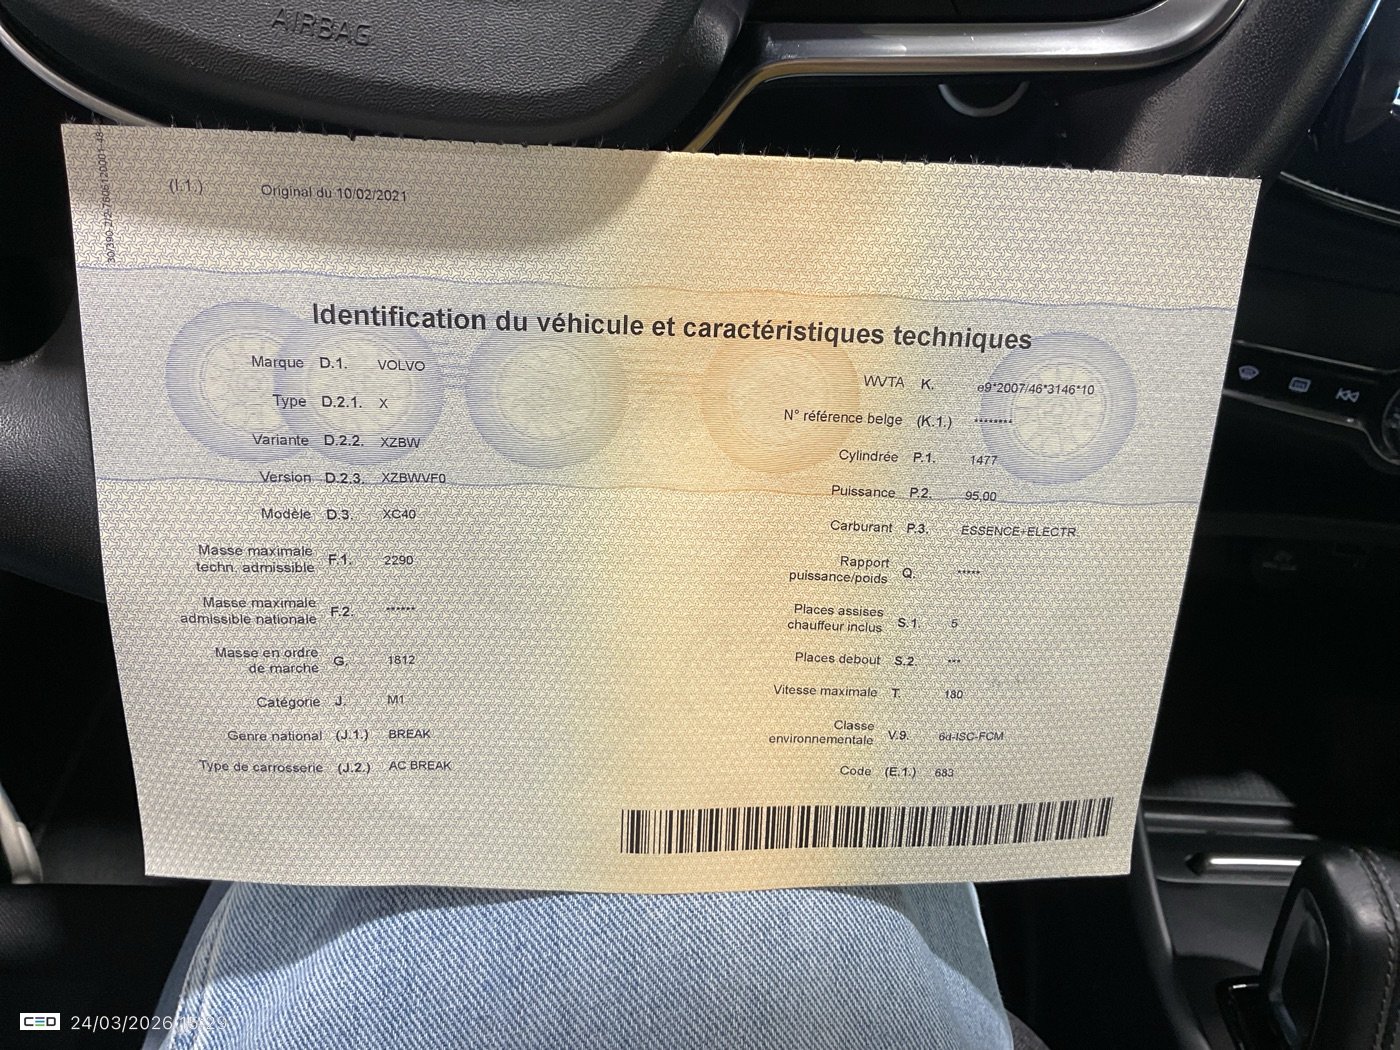 AIRBAG
(I.1.) Original du 10/02/2021
Identification du véhicule et caractéristiques techniques
Marque D.1. VOLVO
Type D.2.1. X
Variante D.2.2. XZBW
Version D.2.3. XZBWVF0
Modèle D.3. XC40
Masse maximale
techn. admissible F.1. 2290
Masse maximale
admissible nationale F.2. ******
Masse en ordre
de marche G. 1812
Catégorie J. M1
Genre national (J.1.) BREAK
Type de carrosserie (J.2.) AC BREAK
WVTA K. e9*2007/46*3146*10
N° référence belge (K.1.) ********
Cylindrée P.1. 1477
Puissance P.2. 95,00
Carburant P.3. ESSENCE+ELECTR.
Rapport
puissance/poids Q. *****
Places assises
chauffeur inclus S.1. 5
Places debout S.2. ***
Vitesse maximale T. 180
Classe
environnementale V.9. 6d-ISC-FCM
Code (E.1.) 683
CED 24/03/2026